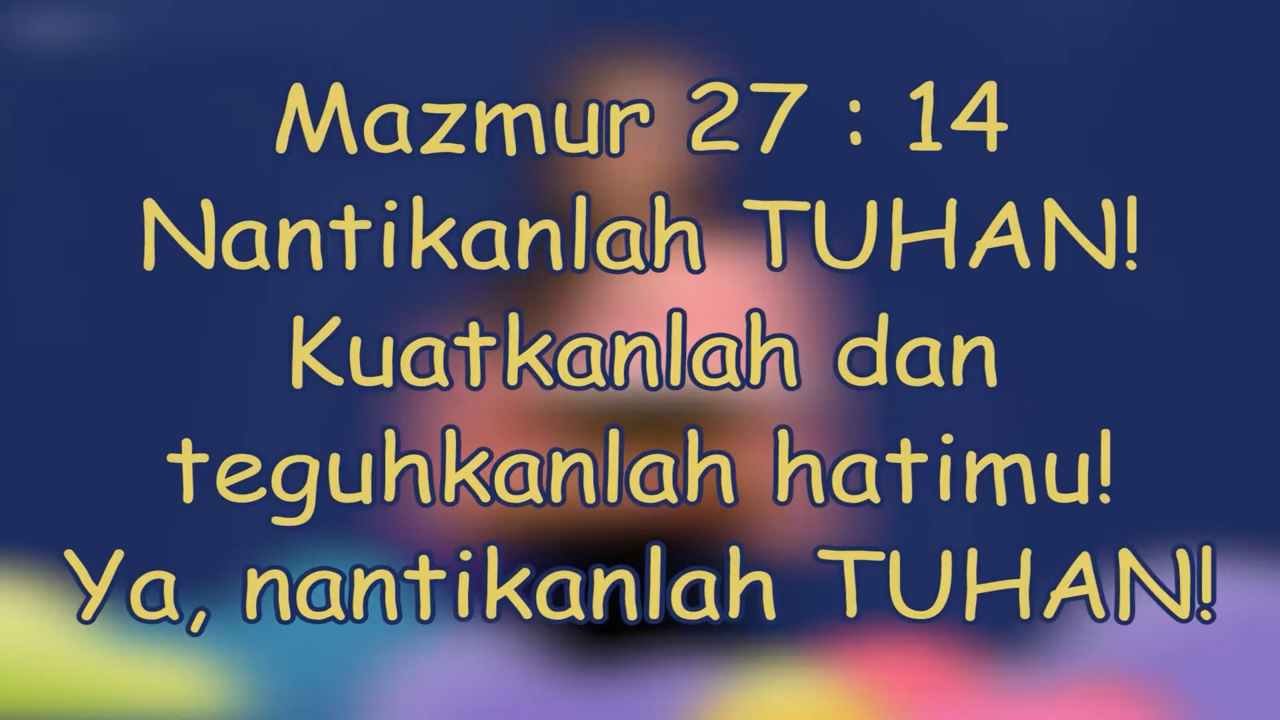 Mazmur 27 : 14
Nantikanlah TUHAN!
Kuatkanlah dan
teguhkanlah hatimu!
Ya, nantikanlah TUHAN!